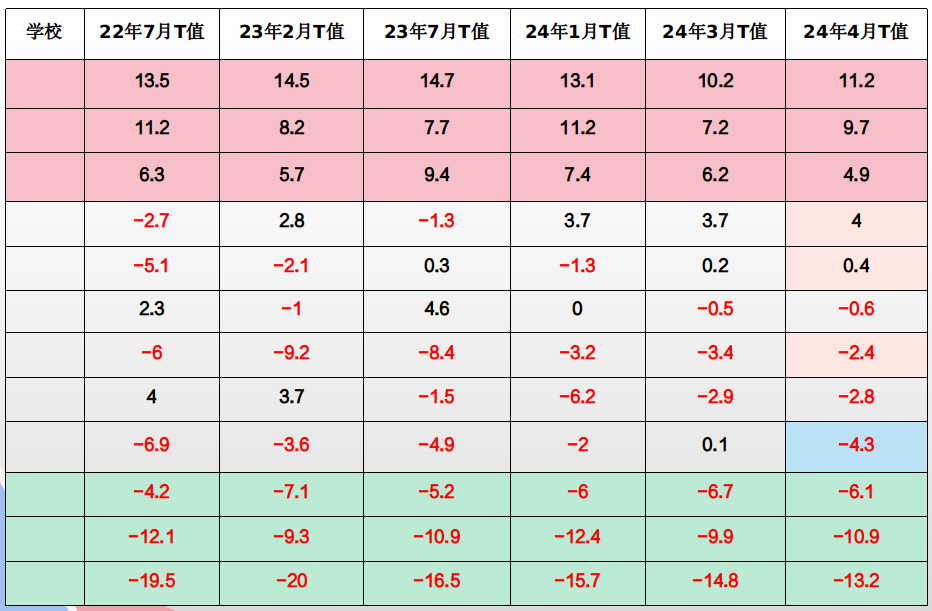 学校 22年7月T值 23年2月T值 23年7月T值 24年1月T值 24年3月T值 24年4月T值
13.5 14.5 14.7 13.1 10.2 11.2
11.2 8.2 7.7 11.2 7.2 9.7
6.3 5.7 9.4 7.4 6.2 4.9
-2.7 2.8 -1.3 3.7 3.7 4
-5.1 -2.1 0.3 -1.3 0.2 0.4
2.3 -1 4.6 0 -0.5 -0.6
-6 -9.2 -8.4 -3.2 -3.4 -2.4
4 3.7 -1.5 -6.2 -2.9 -2.8
-6.9 -3.6 -4.9 -2 0.1 -4.3
-4.2 -7.1 -5.2 -6 -6.7 -6.1
-12.1 -9.3 -10.9 -12.4 -9.9 -10.9
-19.5 -20 -16.5 -15.7 -14.8 -13.2